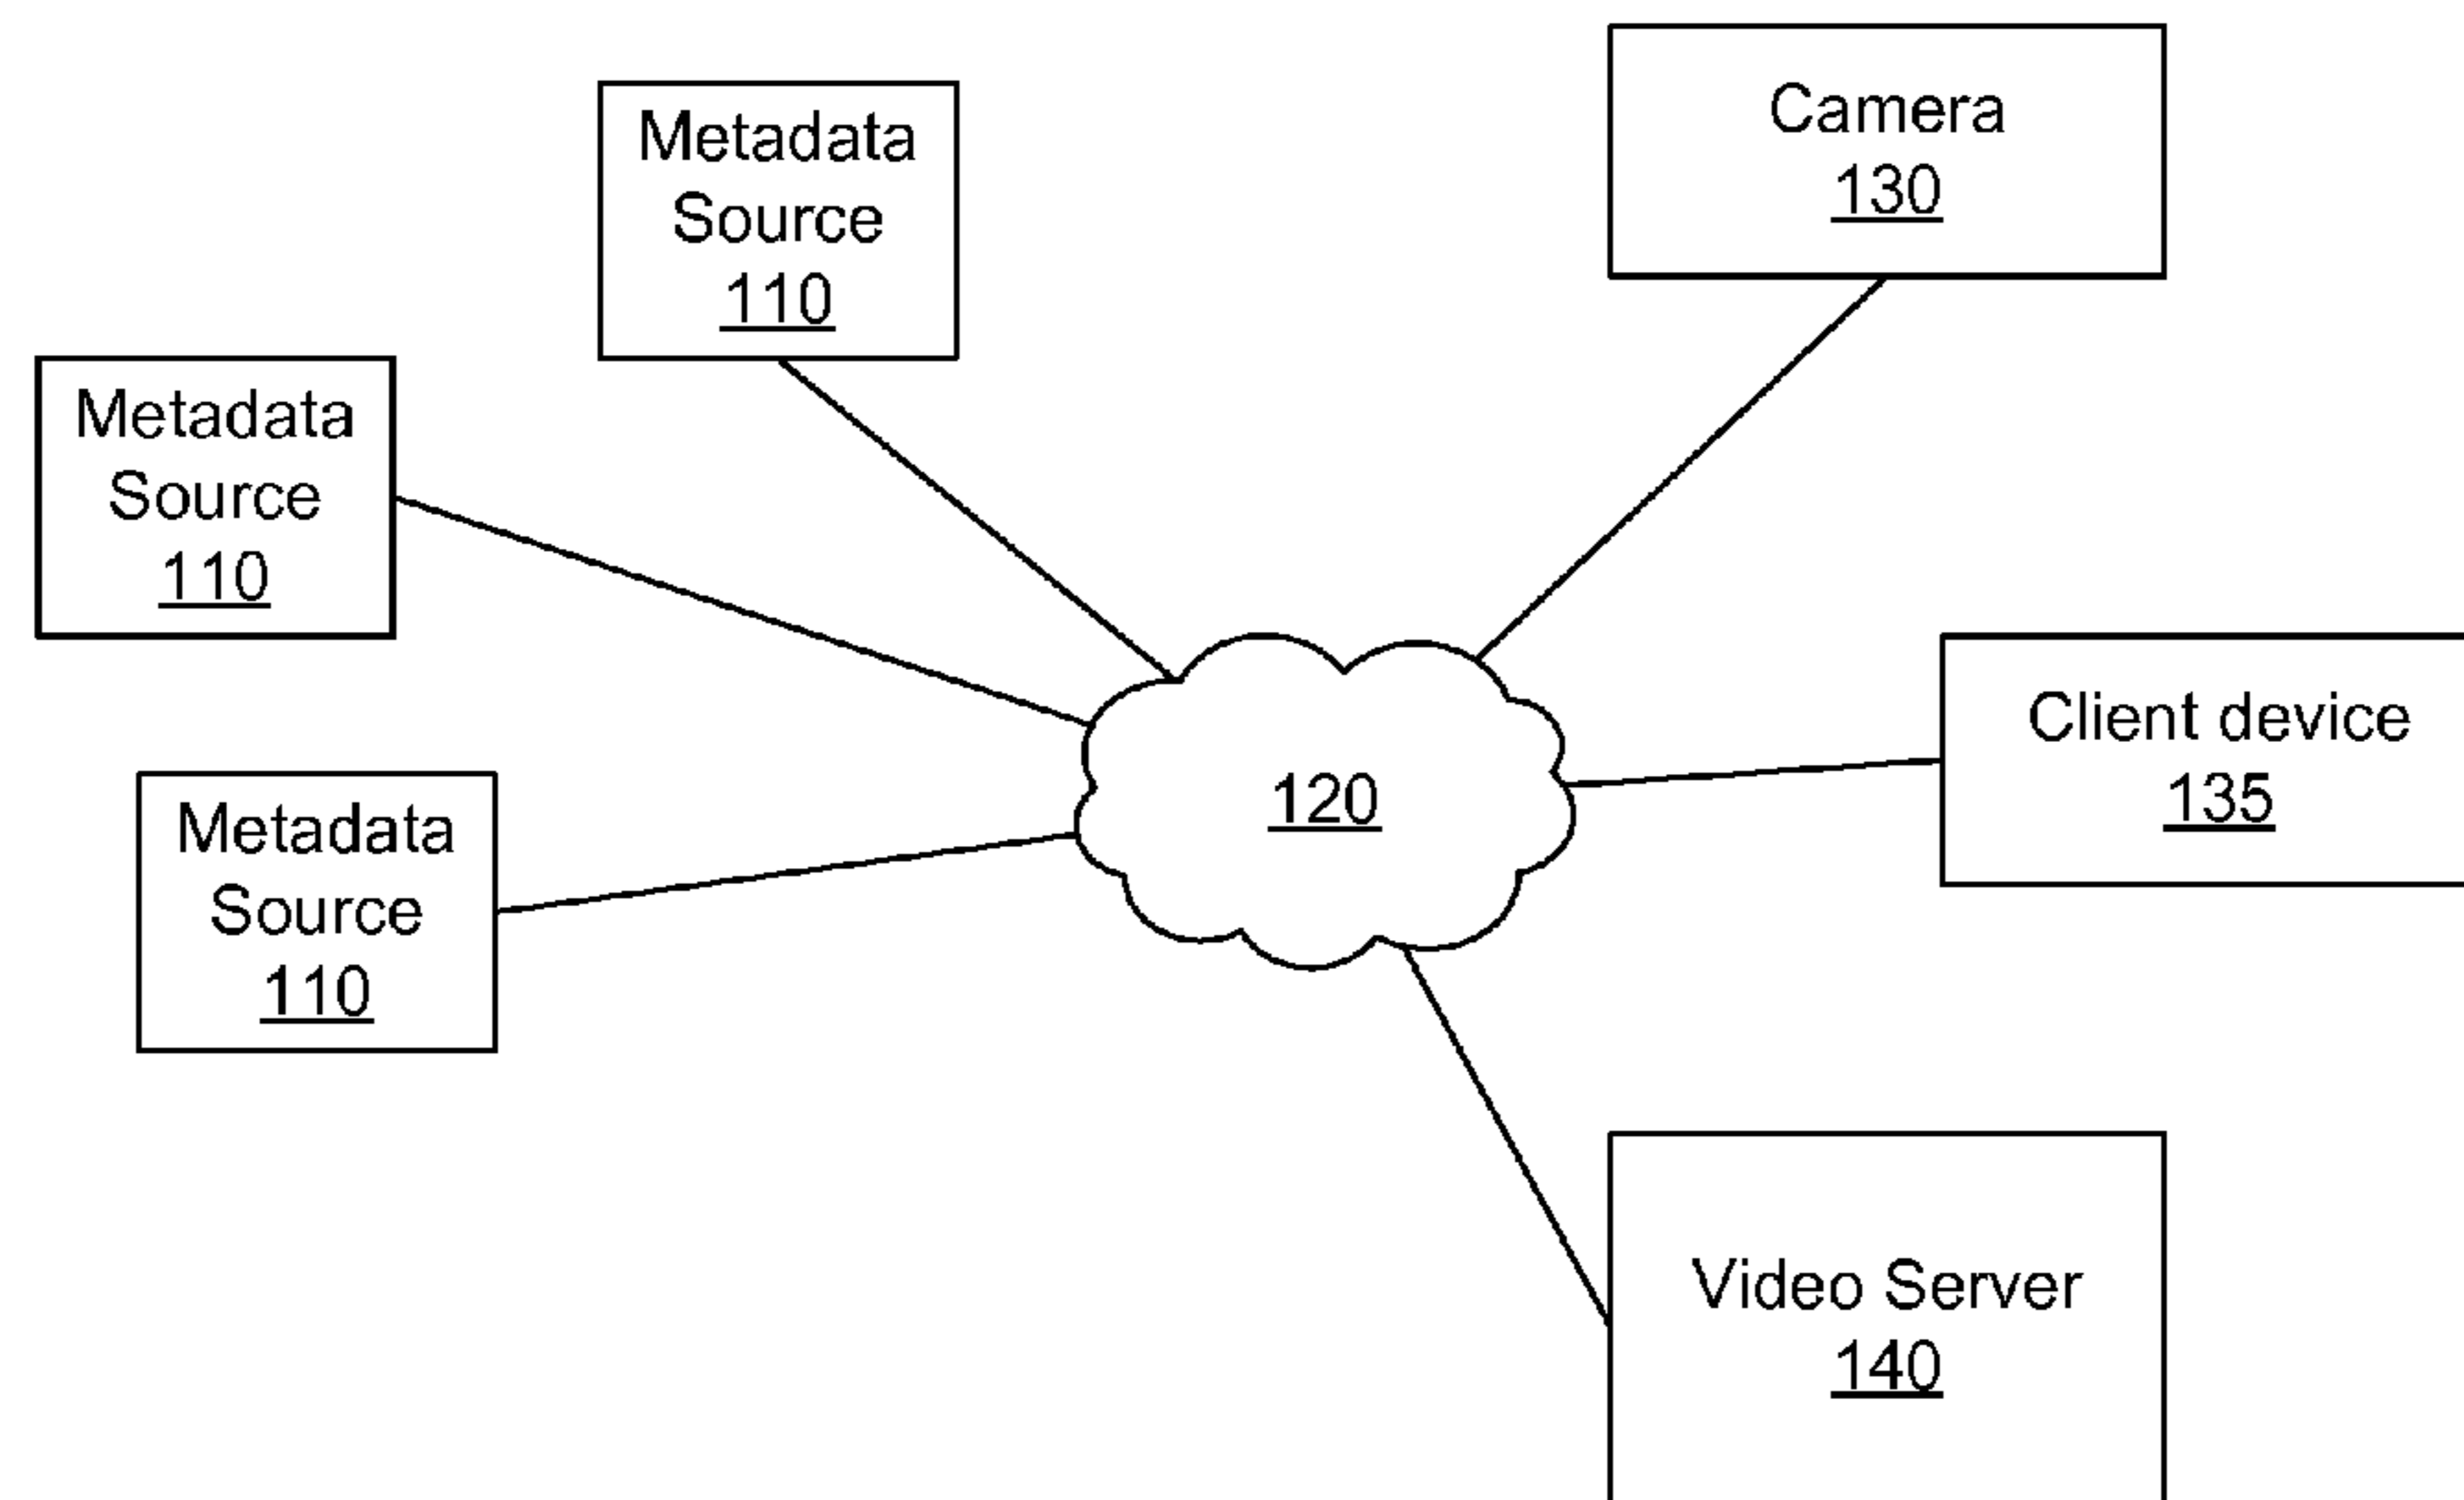 Camera
130
Metadata
Source
110
Metadata
Source
110
Client device
135
120
Metadata
Source
110
Video Server
140